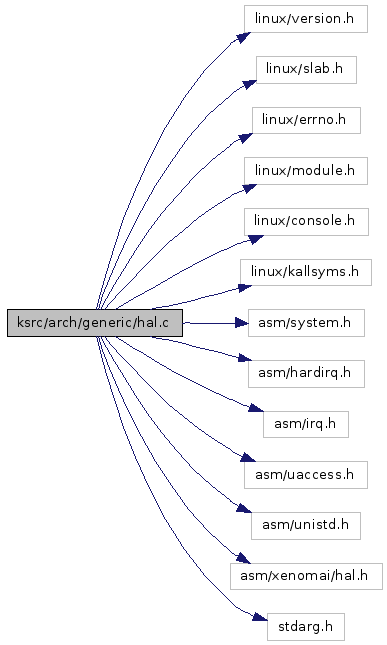 linux/version.h
linux/slab.h
linux/errno.h
linux/module.h
linux/console.h
linux/kallsyms.h
ksrc/arch/generic/hal.c
asm/system.h
asm/hardirq.h
asm/irq.h
asm/uaccess.h
asm/unistd.h
asm/xenomai/hal.h
stdarg.h